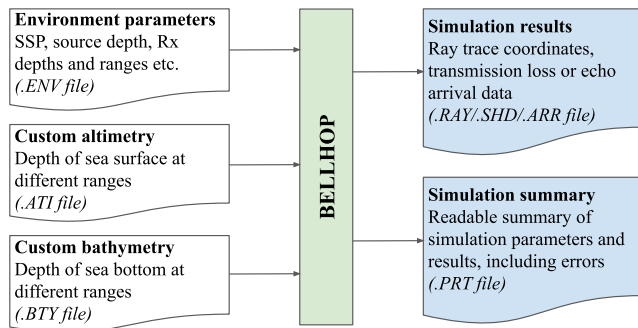 Environment parameters
SSP, source depth, Rx
depths and ranges etc.
(.ENV file)
Custom altimetry
Depth of sea surface at
different ranges
(.ATI file)
Custom bathymetry
Depth of sea bottom at
different ranges
(.BTY file)
BELLHOP
Simulation results
Ray trace coordinates,
transmission loss or echo
arrival data
(.RAY/.SHD/.ARR file)
Simulation summary
Readable summary of
simulation parameters and
results, including errors
(.PRT file)